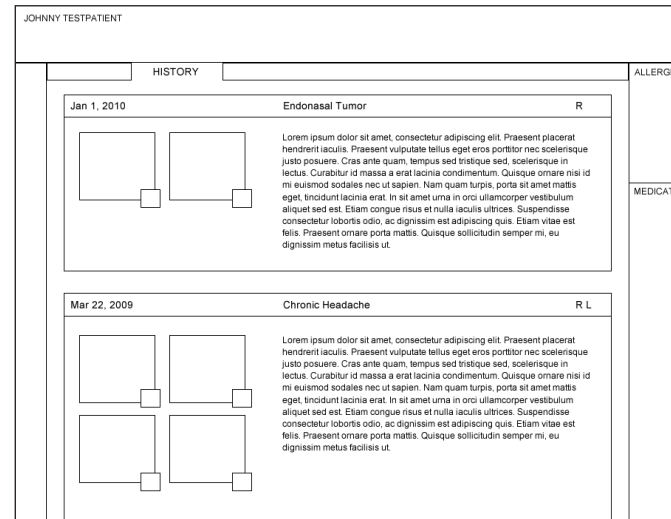 JOHNNY TESTPATIENT
HISTORY
ALLERG
Jan 1, 2010 Endonasal Tumor R
Lorem ipsum dolor sit amet, consectetur adipiscing elit. Praesent placerat
hendrerit iaculis. Praesent vulputate tellus eget eros porttitor nec scelerisque
justo posuere. Cras ante quam, tempus sed tristique sed, scelerisque in
lectus. Curabitur id massa a erat lacinia condimentum. Quisque ornare nisi id
mi euismod sodales nec ut sapien. Nam quam turpis, porta sit amet mattis
eget, tincidunt lacinia erat. In sit amet urna in orci ullamcorper vestibulum
aliquet sed est. Etiam congue risus et nulla iaculis ultrices. Suspendisse
consectetur lobortis odio, ac dignissim est adipiscing quis. Etiam vitae est
felis. Praesent ornare porta mattis. Quisque sollicitudin semper mi, eu
dignissim metus facilisis ut.
MEDICAT
Mar 22, 2009 Chronic Headache R L
Lorem ipsum dolor sit amet, consectetur adipiscing elit. Praesent placerat
hendrerit iaculis. Praesent vulputate tellus eget eros porttitor nec scelerisque
justo posuere. Cras ante quam, tempus sed tristique sed, scelerisque in
lectus. Curabitur id massa a erat lacinia condimentum. Quisque ornare nisi id
mi euismod sodales nec ut sapien. Nam quam turpis, porta sit amet mattis
eget, tincidunt lacinia erat. In sit amet urna in orci ullamcorper vestibulum
aliquet sed est. Etiam congue risus et nulla iaculis ultrices. Suspendisse
consectetur lobortis odio, ac dignissim est adipiscing quis. Etiam vitae est
felis. Praesent ornare porta mattis. Quisque sollicitudin semper mi, eu
dignissim metus facilisis ut.